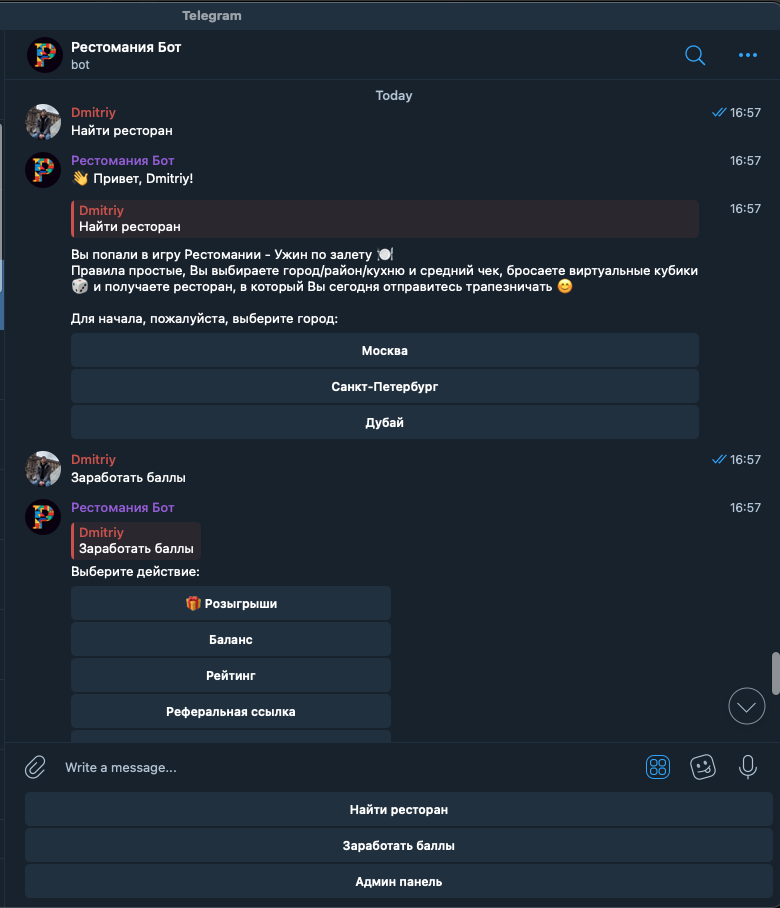 Telegram
Рестомания Бот
bot
Today
Dmitriy
16:57
Найти ресторан
Рестомания Бот
16:57
👋 Привет, Dmitriy!
Dmitriy
16:57
Найти ресторан
Вы попали в игру Рестомании - Ужин по залету 🍽️
Правила простые, Вы выбираете город/район/кухню и средний чек, бросаете виртуальные кубики
🎲 и получаете ресторан, в который Вы сегодня отправитесь трапезничать 😊
Для начала, пожалуйста, выберите город:
Москва
Санкт-Петербург
Дубай
Dmitriy
16:57
Заработать баллы
Рестомания Бот
16:57
Dmitriy
Заработать баллы
Выберите действие:
🎁 Розыгрыши
Баланс
Рейтинг
Реферальная ссылка
Write a message...
Найти ресторан
Заработать баллы
Админ панель